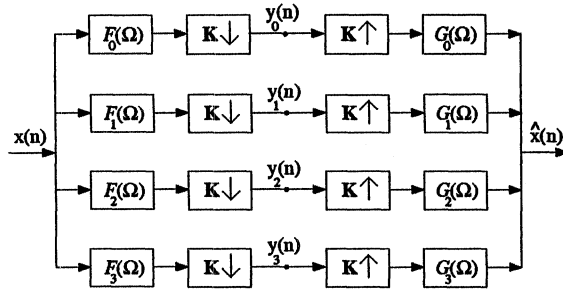 F₀(Ω) K↓ y₀(n) K↑ G₀(Ω)
F₁(Ω) K↓ y₁(n) K↑ G₁(Ω)
x(n) x̂(n)
F₂(Ω) K↓ y₂(n) K↑ G₂(Ω)
F₃(Ω) K↓ y₃(n) K↑ G₃(Ω)